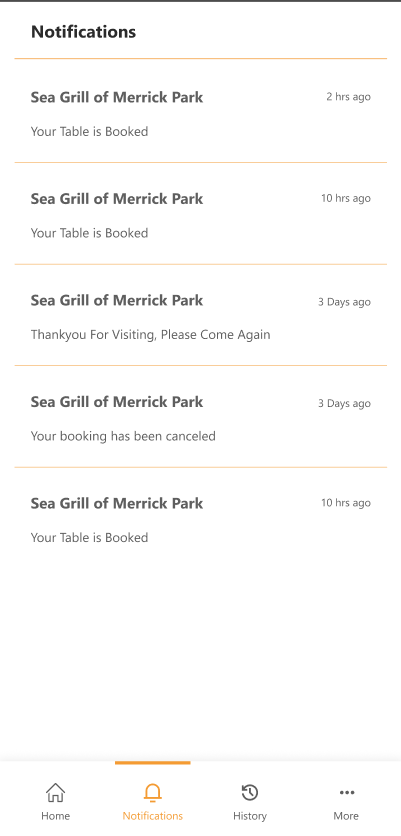 Notifications
Sea Grill of Merrick Park
2 hrs ago
Your Table is Booked
Sea Grill of Merrick Park
10 hrs ago
Your Table is Booked
Sea Grill of Merrick Park
3 Days ago
Thankyou For Visiting, Please Come Again
Sea Grill of Merrick Park
3 Days ago
Your booking has been canceled
Sea Grill of Merrick Park
10 hrs ago
Your Table is Booked
Home
Notifications
History
More